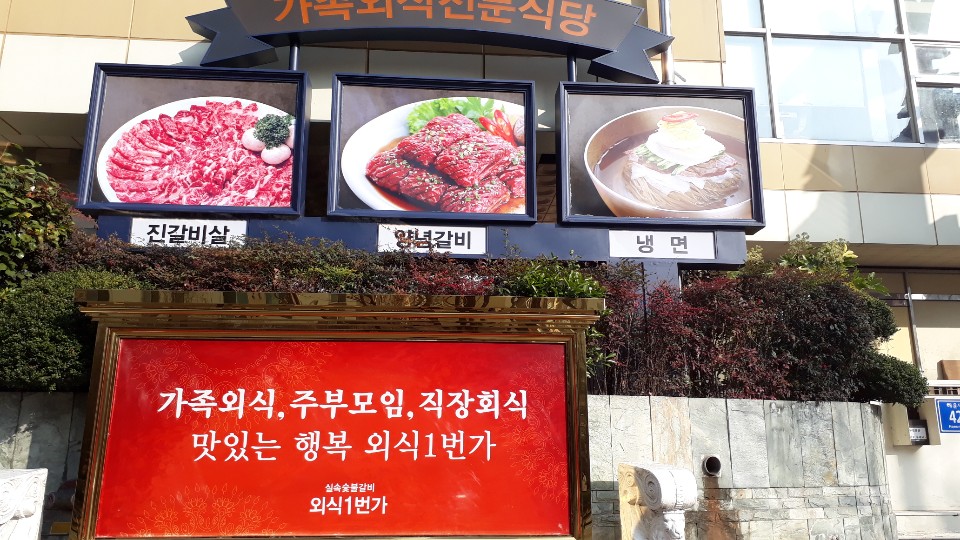 가족외식전문식당
진갈비살
양념갈비
냉면
가족외식, 주부모임, 직장회식
맛있는 행복 외식1번가
실속숯불갈비
외식1번가
42